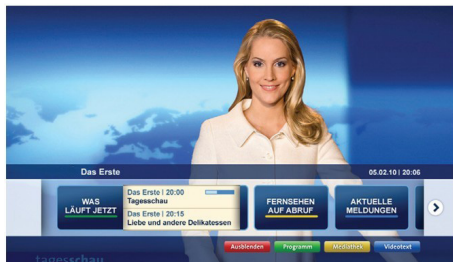 Das Erste
05.02.10 | 20:06
WAS
LÄUFT JETZT
Das Erste | 20:00
Tagesschau
Das Erste | 20:15
Liebe und andere Delikatessen
FERNSEHEN
AUF ABRUF
AKTUELLE
MELDUNGEN
Ausblenden
Programm
Mediathek
Videotext
tagesschau